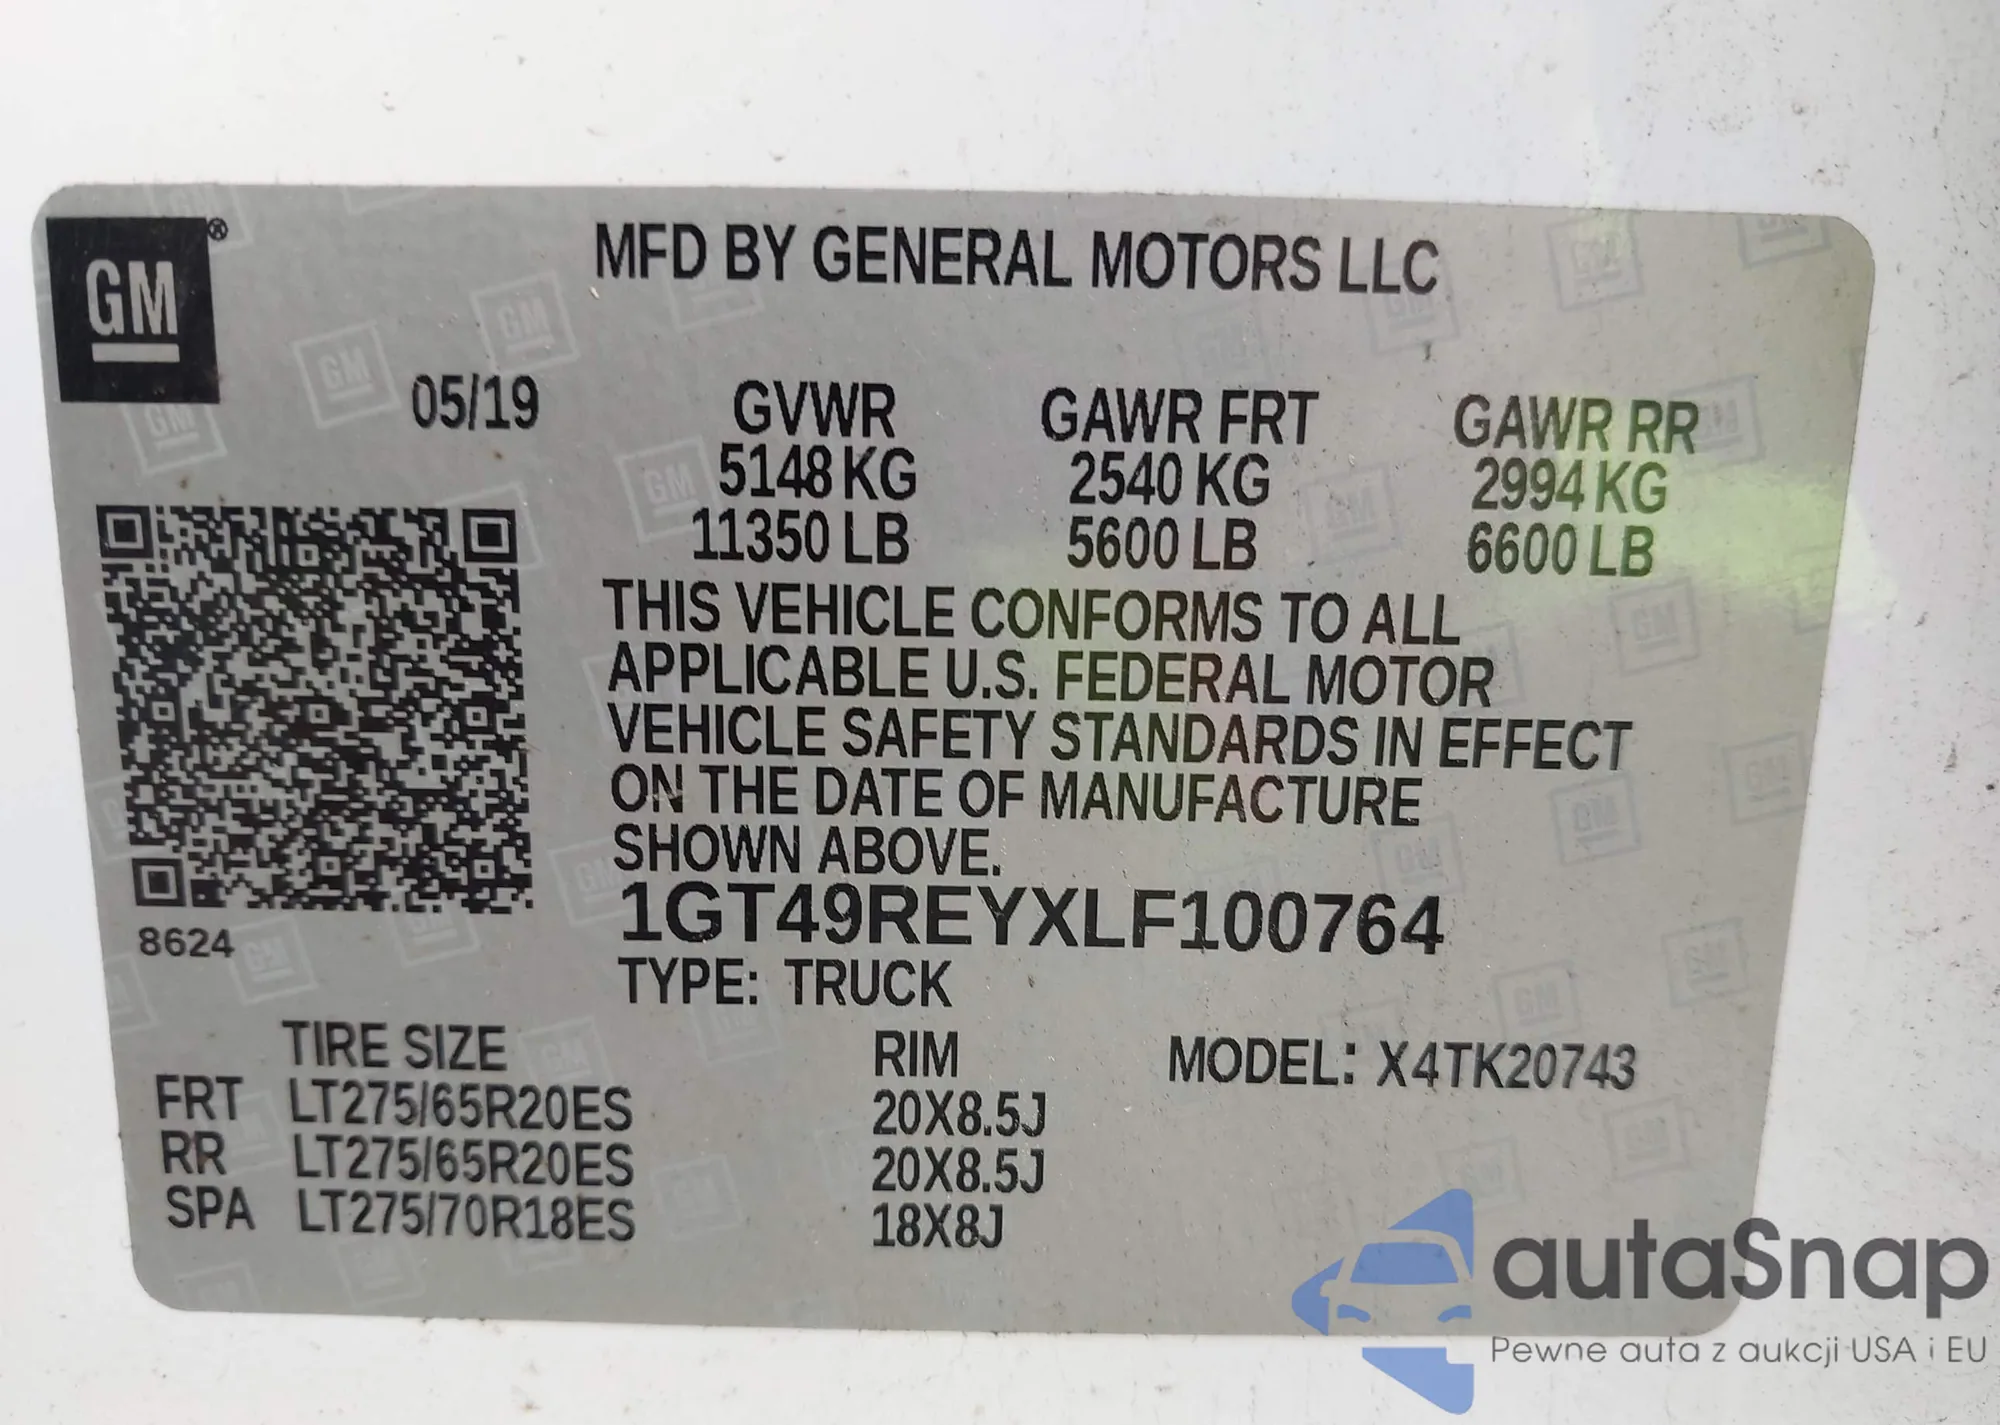 GM®
MFD BY GENERAL MOTORS LLC
05/19 GVWR GAWR FRT GAWR RR
5148 KG 2540 KG 2994 KG
11350 LB 5600 LB 6600 LB
THIS VEHICLE CONFORMS TO ALL
APPLICABLE U.S. FEDERAL MOTOR
VEHICLE SAFETY STANDARDS IN EFFECT
ON THE DATE OF MANUFACTURE
SHOWN ABOVE.
1GT49REYXLF100764
8624
TYPE: TRUCK
TIRE SIZE RIM MODEL: X4TK20743
FRT LT275/65R20ES 20X8.5J
RR LT275/65R20ES 20X8.5J
SPA LT275/70R18ES 18X8J
autaSnap
Pewne auta z aukcji USA i EU